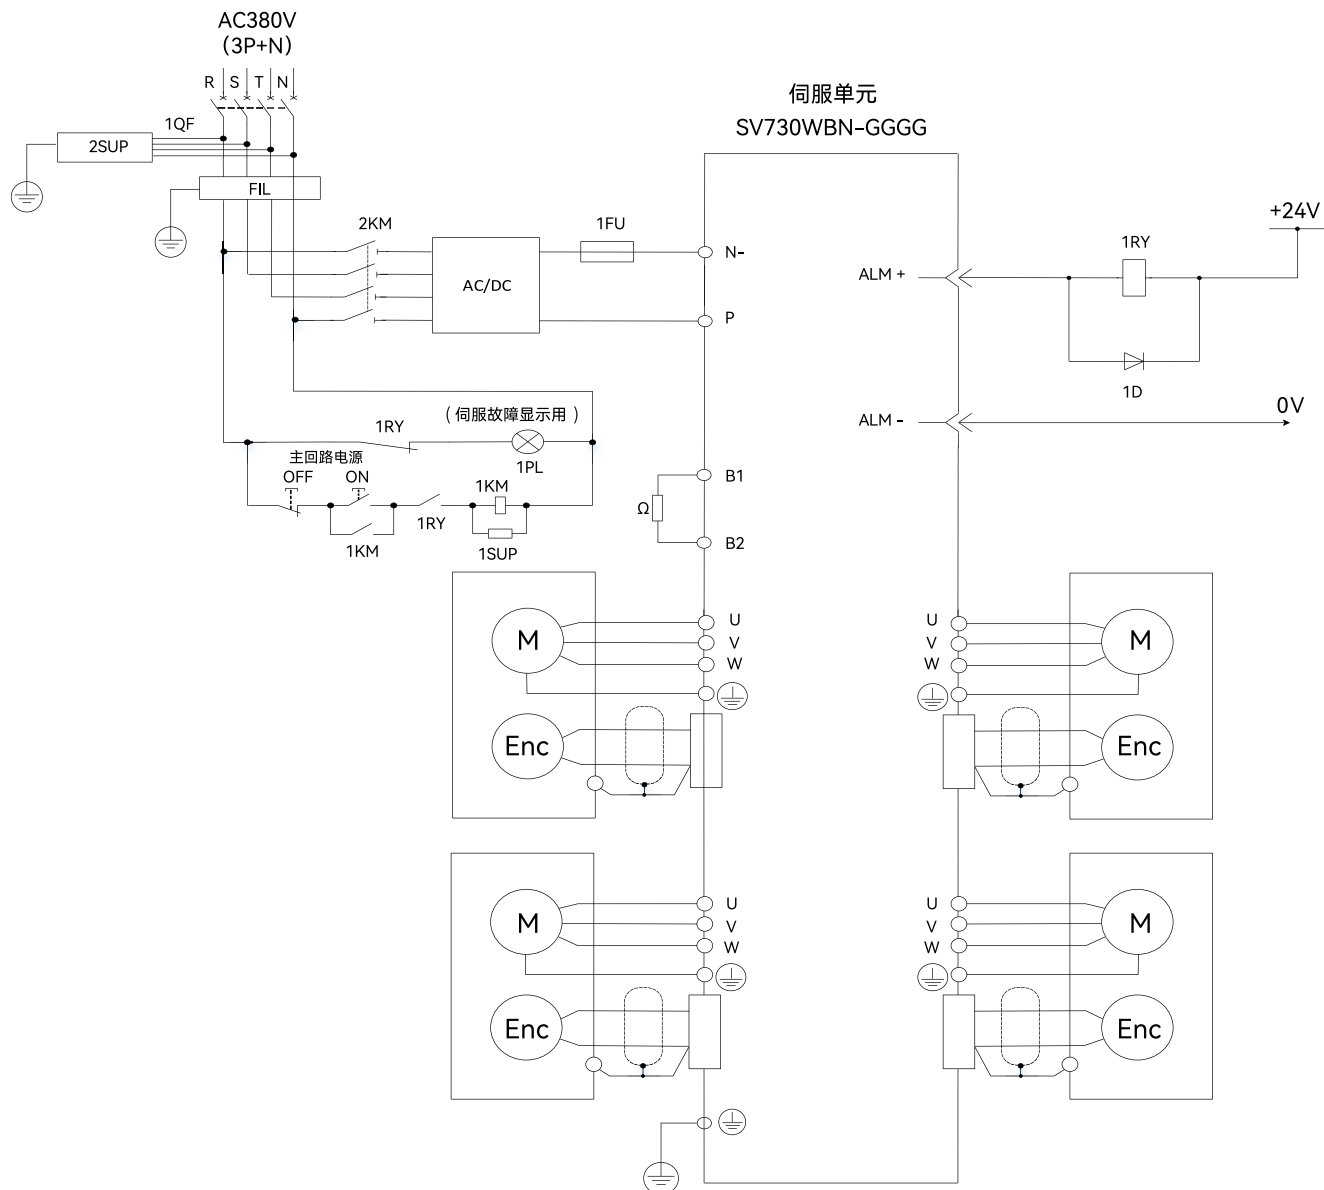 AC380V
（3P+N）
R S T N
1QF
2SUP
FIL
伺服单元
SV730WBN-GGGG
2KM
AC/DC
1FU
N-
P
ALM +
1RY
+24V
1D
ALM -
0V
（伺服故障显示用）
1RY
1PL
主回路电源
OFF ON
1KM
1RY
1KM
1SUP
Ω
B1
B2
M
U
V
W
Enc
U
V
W
M
Enc
M
U
V
W
Enc
U
V
W
M
Enc